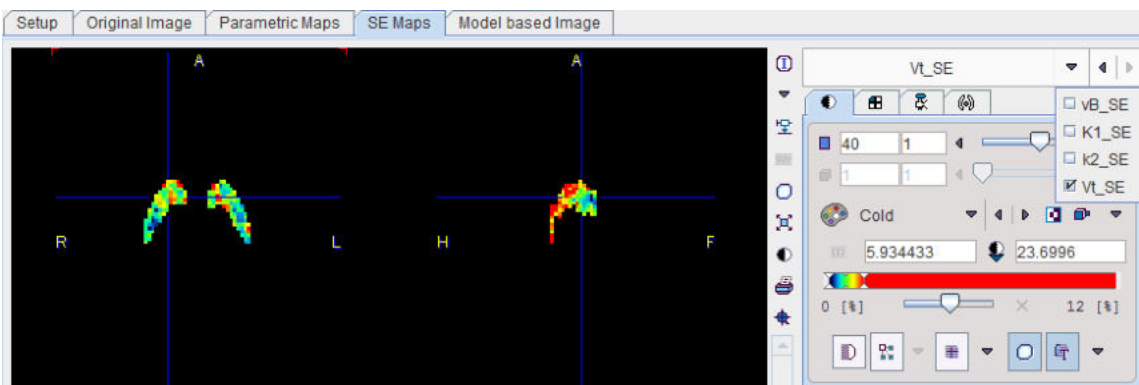 Setup Original Image Parametric Maps SE Maps Model based Image
A A
R L H F
Vt_SE
vB_SE
K1_SE
k2_SE
Vt_SE
40 1
1 1
Cold
5.934433 23.6996
0 [%] 12 [%]